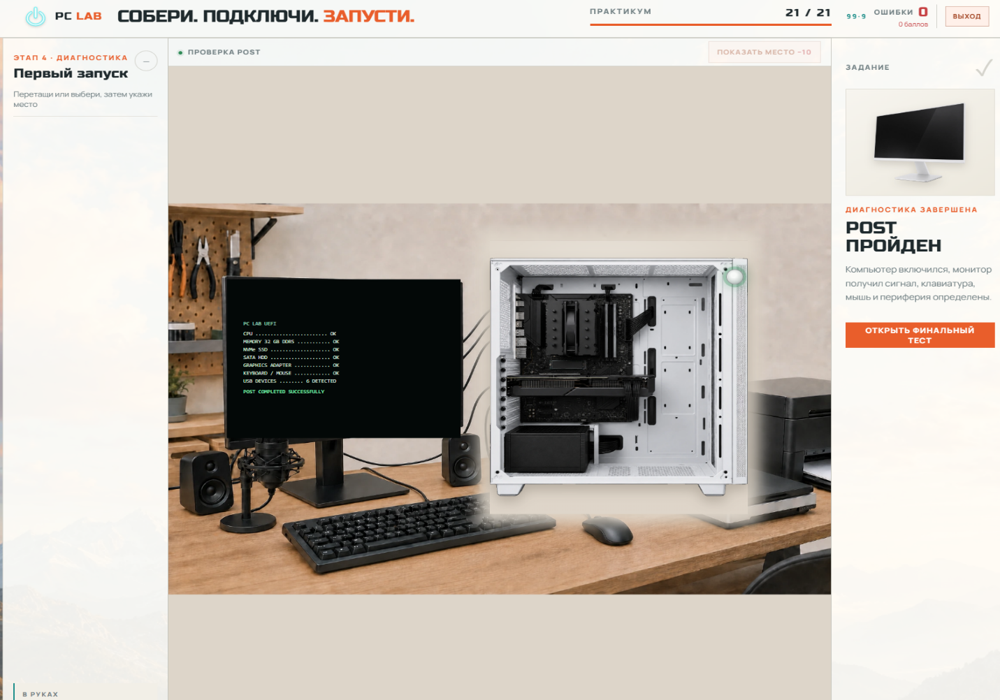 PC LAB
СОБЕРИ. ПОДКЛЮЧИ. ЗАПУСТИ.
ПРАКТИКУМ
21 / 21
99·9
ОШИБКИ 0
0 баллов
ВЫХОД
ЭТАП 4 · ДИАГНОСТИКА
Первый запуск
—
Перетащи или выбери, затем укажи
место
В РУКАХ
ПРОВЕРКА POST
ПОКАЗАТЬ МЕСТО −10
PC LAB UEFI
CPU ........................ OK
MEMORY 32 GB DDR5 ........... OK
NVMe SSD .................... OK
SATA HDD .................... OK
GRAPHICS ADAPTER ............ OK
KEYBOARD / MOUSE ............ OK
USB DEVICES ........ 6 DETECTED
POST COMPLETED SUCCESSFULLY
ЗАДАНИЕ
ДИАГНОСТИКА ЗАВЕРШЕНА
POST
ПРОЙДЕН
Компьютер включился, монитор
получил сигнал, клавиатура,
мышь и периферия определены.
ОТКРЫТЬ ФИНАЛЬНЫЙ
ТЕСТ